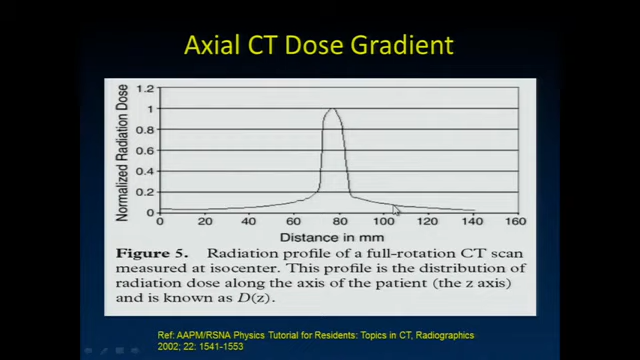 Axial CT Dose Gradient
Normalized Radiation Dose
1.2
1
0.8
0.6
0.4
0.2
0
0 20 40 60 80 100 120 140 160
Distance in mm
Figure 5. Radiation profile of a full-rotation CT scan
measured at isocenter. This profile is the distribution of
radiation dose along the axis of the patient (the z axis)
and is known as D(z).
Ref: AAPM/RSNA Physics Tutorial for Residents: Topics in CT, Radiographics
2002; 22: 1541-1553